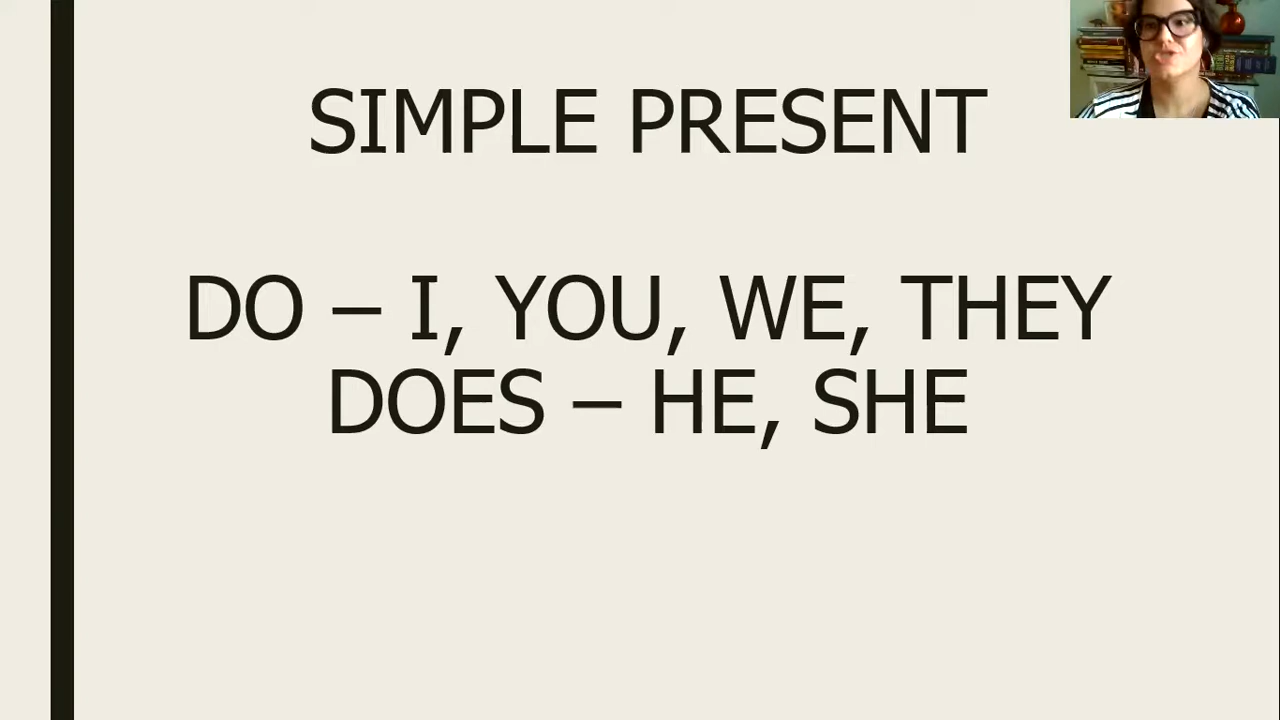 SIMPLE PRESENT
DO – I, YOU, WE, THEY
DOES – HE, SHE